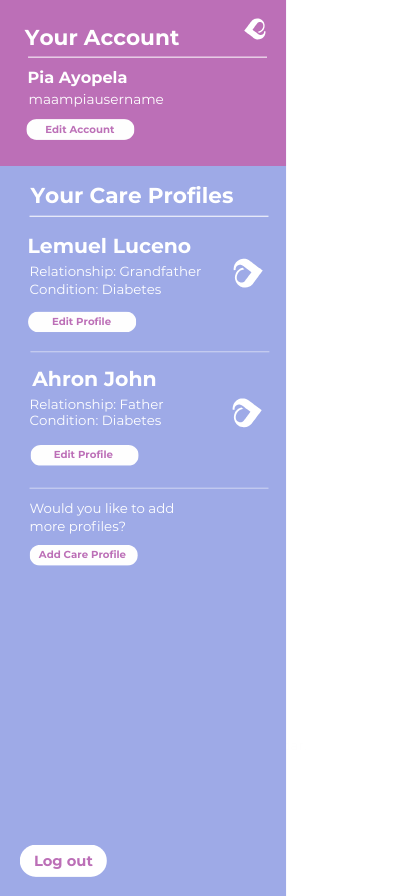 Your Account
Pia Ayopela
maampiausername
Edit Account
Your Care Profiles
Lemuel Luceno
Relationship: Grandfather
Condition: Diabetes
Edit Profile
Ahron John
Relationship: Father
Condition: Diabetes
Edit Profile
Would you like to add
more profiles?
Add Care Profile
Log out